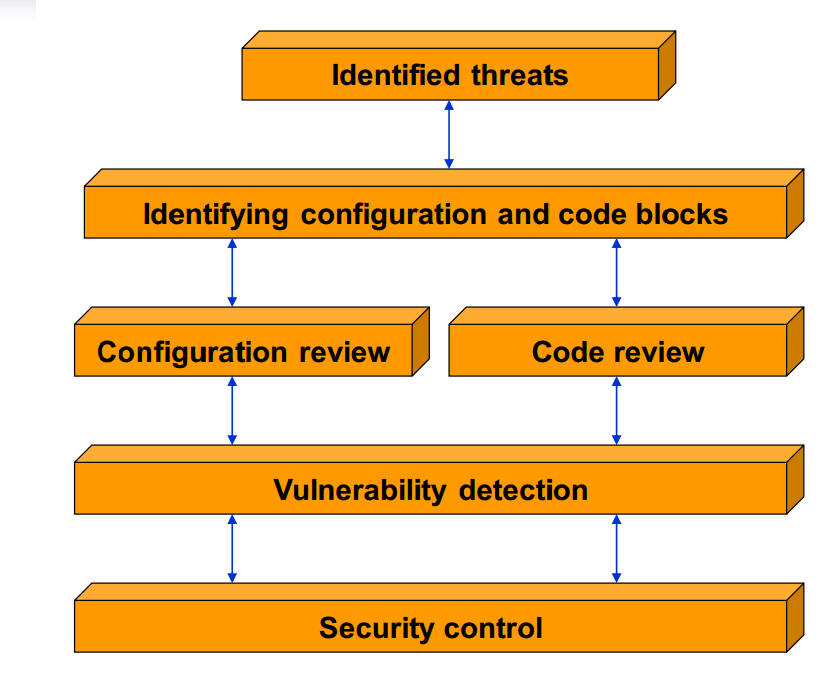 Identified threats
Identifying configuration and code blocks
Configuration review
Code review
Vulnerability detection
Security control